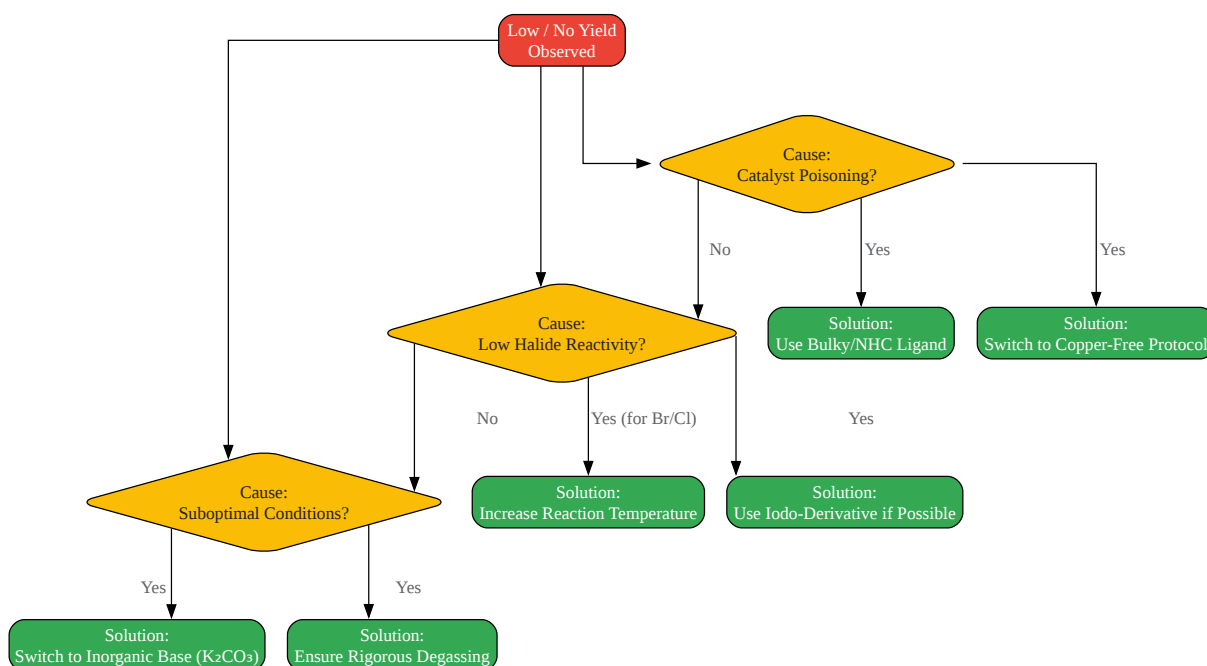 Low / No Yield
Observed
Cause:
Catalyst Poisoning?
No
Yes
Yes
Cause:
Low Halide Reactivity?
Solution:
Use Bulky/NHC Ligand
Solution:
Switch to Copper-Free Protocol
No
Yes (for Br/Cl)
Yes
Cause:
Suboptimal Conditions?
Solution:
Increase Reaction Temperature
Solution:
Use Iodo-Derivative if Possible
Yes
Yes
Solution:
Switch to Inorganic Base (K₂CO₃)
Solution:
Ensure Rigorous Degassing